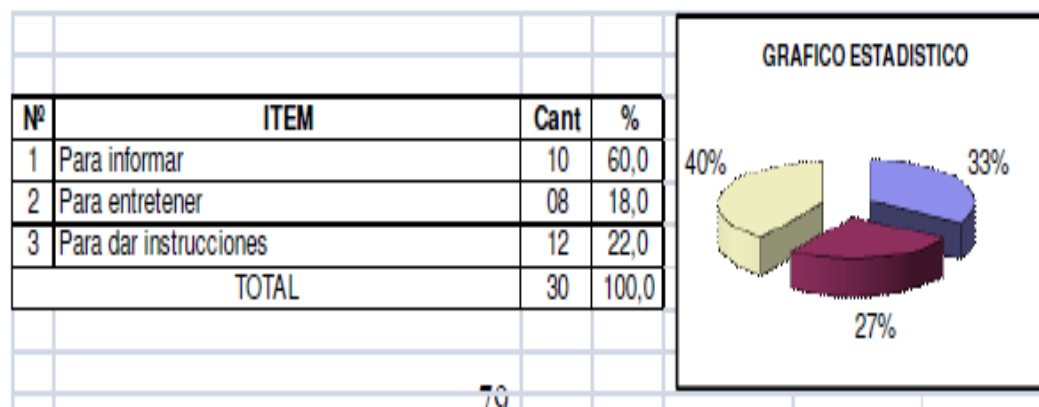 GRAFICO ESTADISTICO
Nº ITEM Cant %
1 Para informar 10 60,0
2 Para entretener 08 18,0
3 Para dar instrucciones 12 22,0
TOTAL 30 100,0
40% 33%
27%